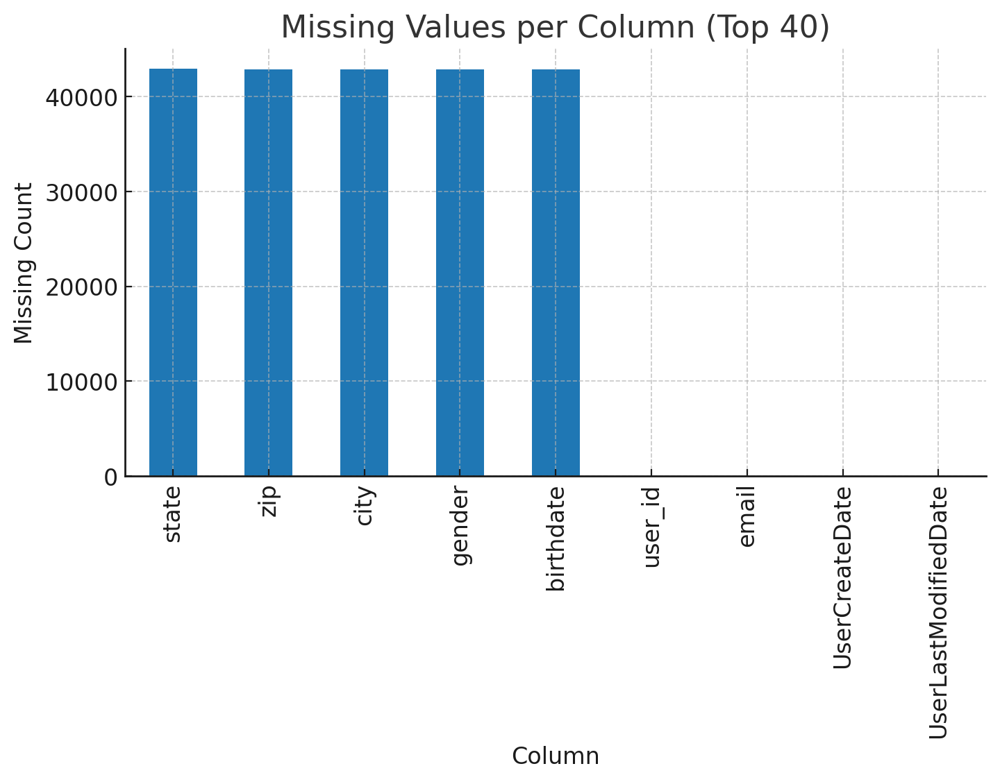 Missing Values per Column (Top 40)
Missing Count
40000
30000
20000
10000
0
state
zip
city
gender
birthdate
user_id
email
UserCreateDate
UserLastModifiedDate
Column